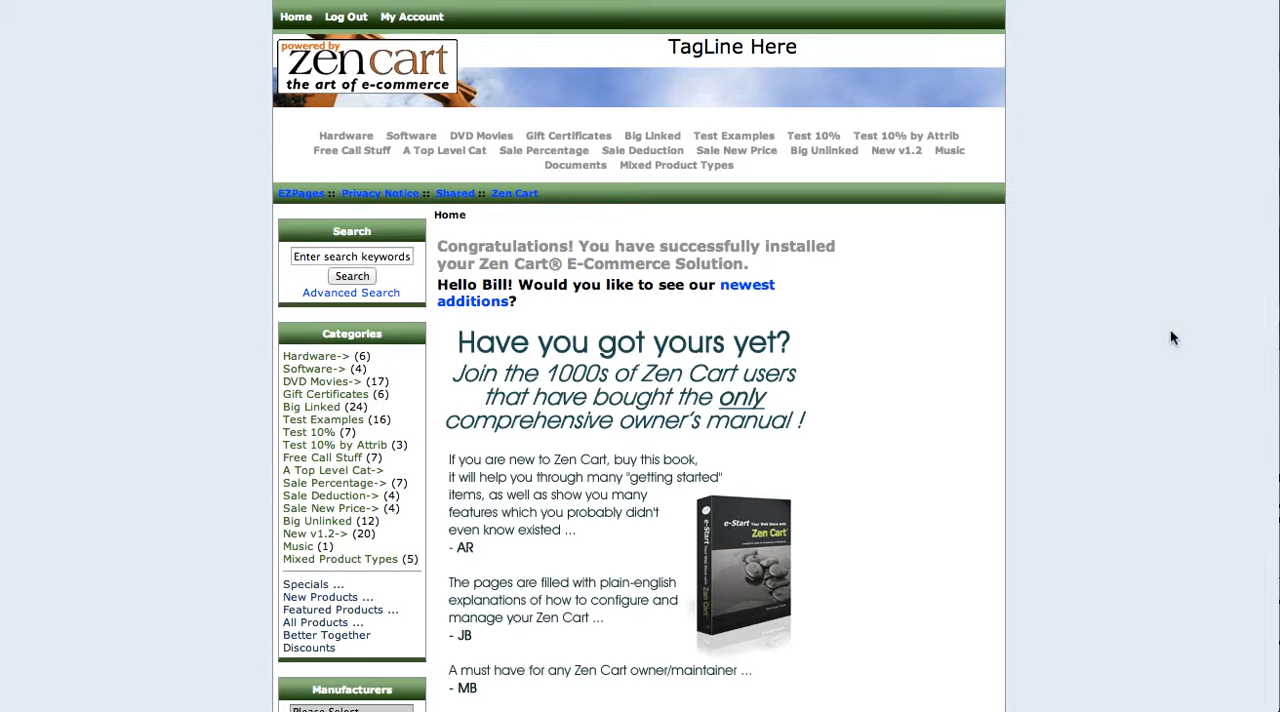 Home Log Out My Account
powered by
zen cart
the art of e-commerce
TagLine Here
Hardware Software DVD Movies Gift Certificates Big Linked Test Examples Test 10% Test 10% by Attrib
Free Call Stuff A Top Level Cat Sale Percentage Sale Deduction Sale New Price Big Unlinked New v1.2 Music
Documents Mixed Product Types
EZPages :: Privacy Notice :: Shared :: Zen Cart
Home
Search
Enter search keywords
Search
Advanced Search
Categories
Hardware-> (6)
Software-> (4)
DVD Movies-> (17)
Gift Certificates (6)
Big Linked (24)
Test Examples (16)
Test 10% (7)
Test 10% by Attrib (3)
Free Call Stuff (7)
A Top Level Cat->
Sale Percentage-> (7)
Sale Deduction-> (4)
Sale New Price-> (4)
Big Unlinked (12)
New v1.2-> (20)
Music (1)
Mixed Product Types (5)
Specials ...
New Products ...
Featured Products ...
All Products ...
Better Together
Discounts
Manufacturers
Please Select
Congratulations! You have successfully installed
your Zen Cart® E-Commerce Solution.
Hello Bill! Would you like to see our newest
additions?
Have you got yours yet?
Join the 1000s of Zen Cart users
that have bought the only
comprehensive owner's manual !
If you are new to Zen Cart, buy this book,
it will help you through many "getting started"
items, as well as show you many
features which you probably didn't
even know existed ...
- AR
The pages are filled with plain-english
explanations of how to configure and
manage your Zen Cart ...
- JB
A must have for any Zen Cart owner/maintainer ...
- MB
e-Start Your Web Store with
Zen Cart